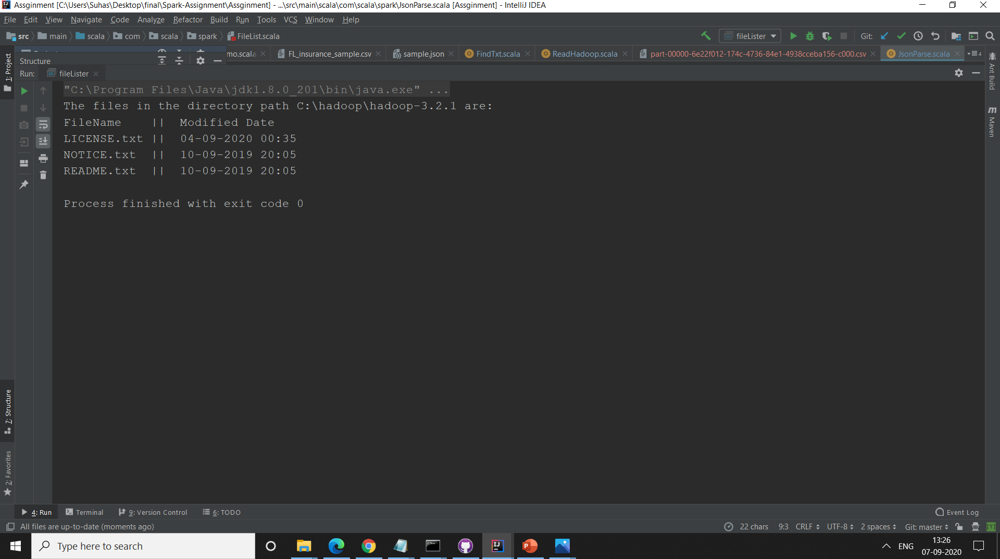 Assginment [C:\Users\Suhas\Desktop\final\Spark-Assignment\Assginment] - ...\src\main\scala\com\scala\spark\JsonParse.scala [Assginment] - IntelliJ IDEA
File Edit View Navigate Code Analyze Refactor Build Run Tools VCS Window Help
src main scala com scala spark FileList.scala fileLister Git:
Structure mo.scala FL_insurance_sample.csv sample.json FindTxt.scala ReadHadoop.scala part-00000-6e22f012-174c-4736-84e1-4938cceba156-c000.csv JsonParse.scala 4
Run: fileLister
1: Project
Ant Build
Maven
"C:\Program Files\Java\jdk1.8.0_201\bin\java.exe" ...
The files in the directory path C:\hadoop\hadoop-3.2.1 are:
FileName || Modified Date
LICENSE.txt || 04-09-2020 00:35
NOTICE.txt || 10-09-2019 20:05
README.txt || 10-09-2019 20:05
Process finished with exit code 0
7: Structure
2: Favorites
4: Run Terminal 9: Version Control 6: TODO Event Log
All files are up-to-date (moments ago) 22 chars 9:3 CRLF UTF-8 2 spaces Git: master [T]
Type here to search ENG
13:26
07-09-2020